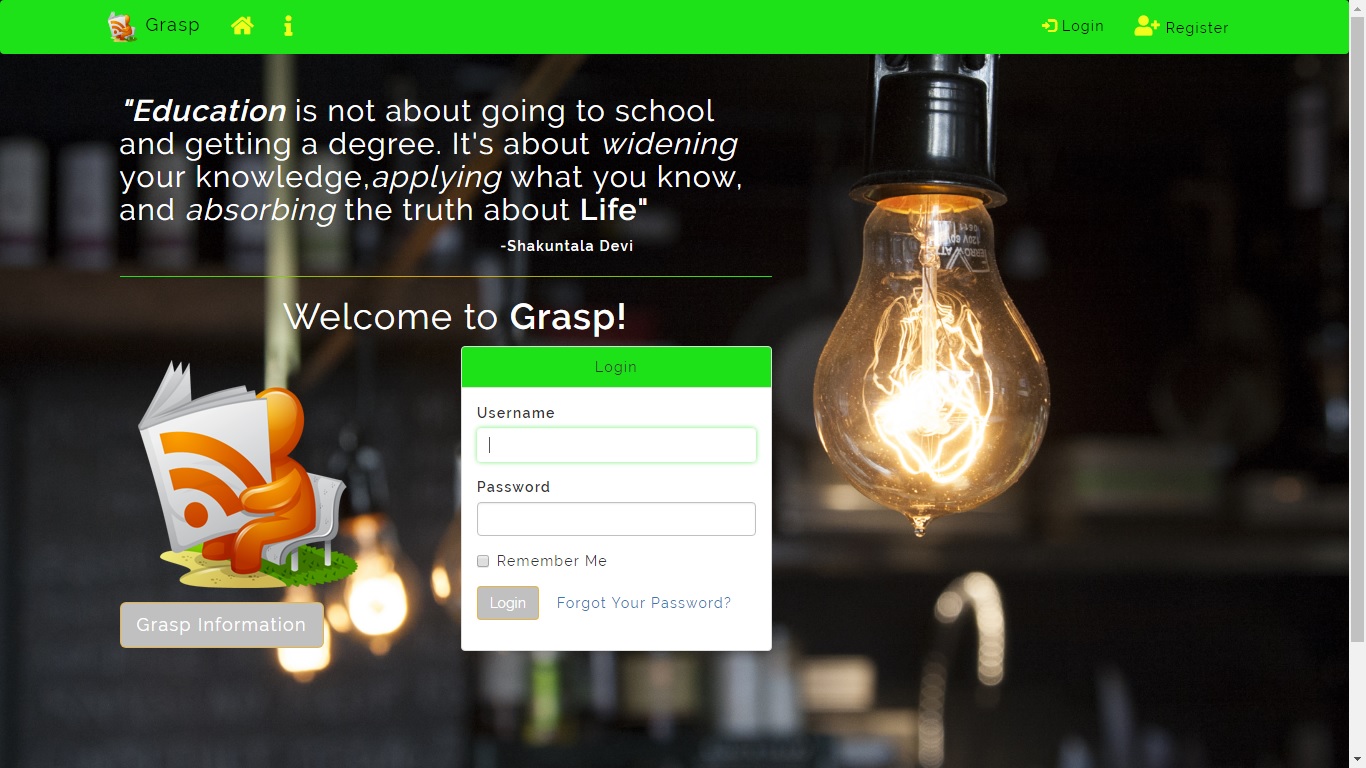 Grasp
Login
Register
"Education is not about going to school
and getting a degree. It's about widening
your knowledge,applying what you know,
and absorbing the truth about Life"
-Shakuntala Devi
Welcome to Grasp!
Login
Username
Password
Remember Me
Login Forgot Your Password?
Grasp Information